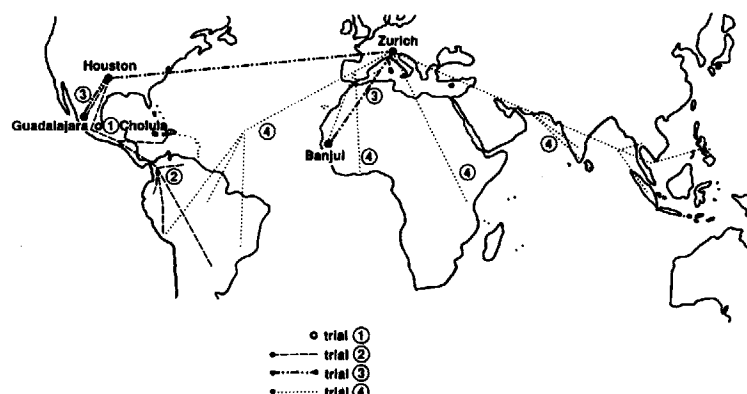 Zurich
Houston
③
Guadalajara ① Cholula
③
④
Banjul
④
②
④
④
trial ①
trial ②
trial ③
trial ④